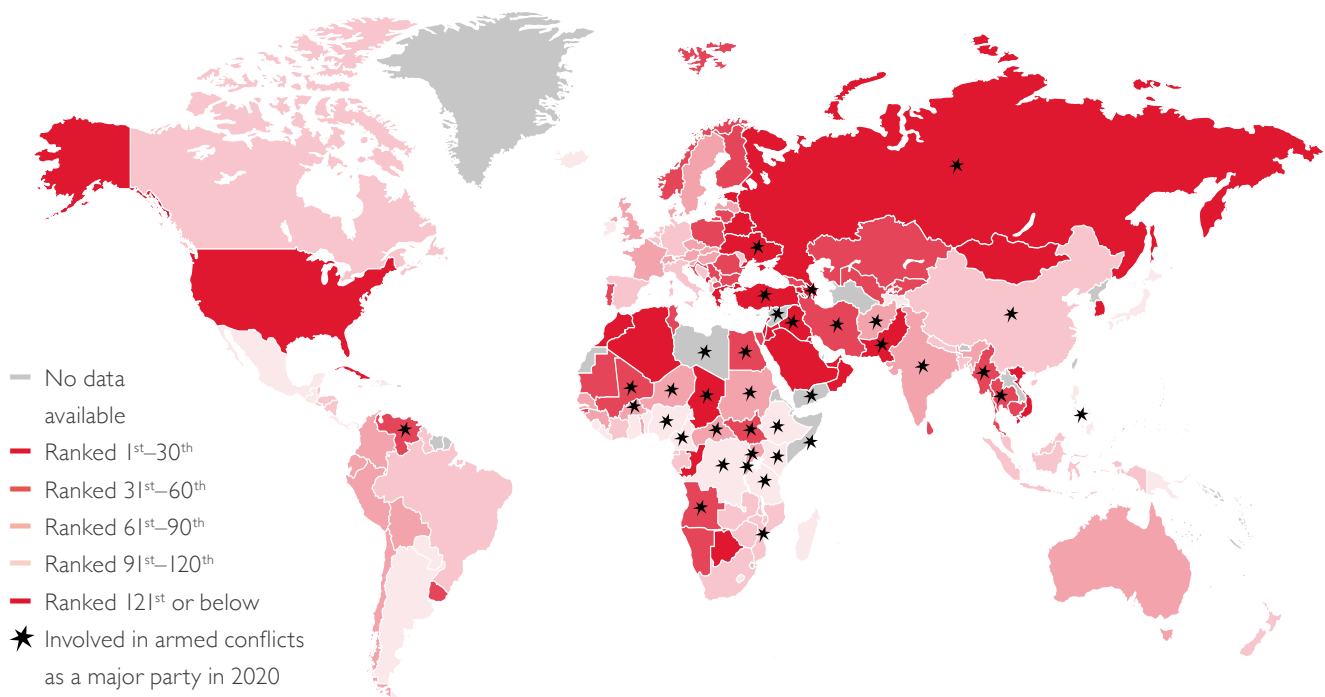 No data
available
Ranked 1st–30th
Ranked 31st–60th
Ranked 61st–90th
Ranked 91st–120th
Ranked 121st or below
Involved in armed conflicts
as a major party in 2020